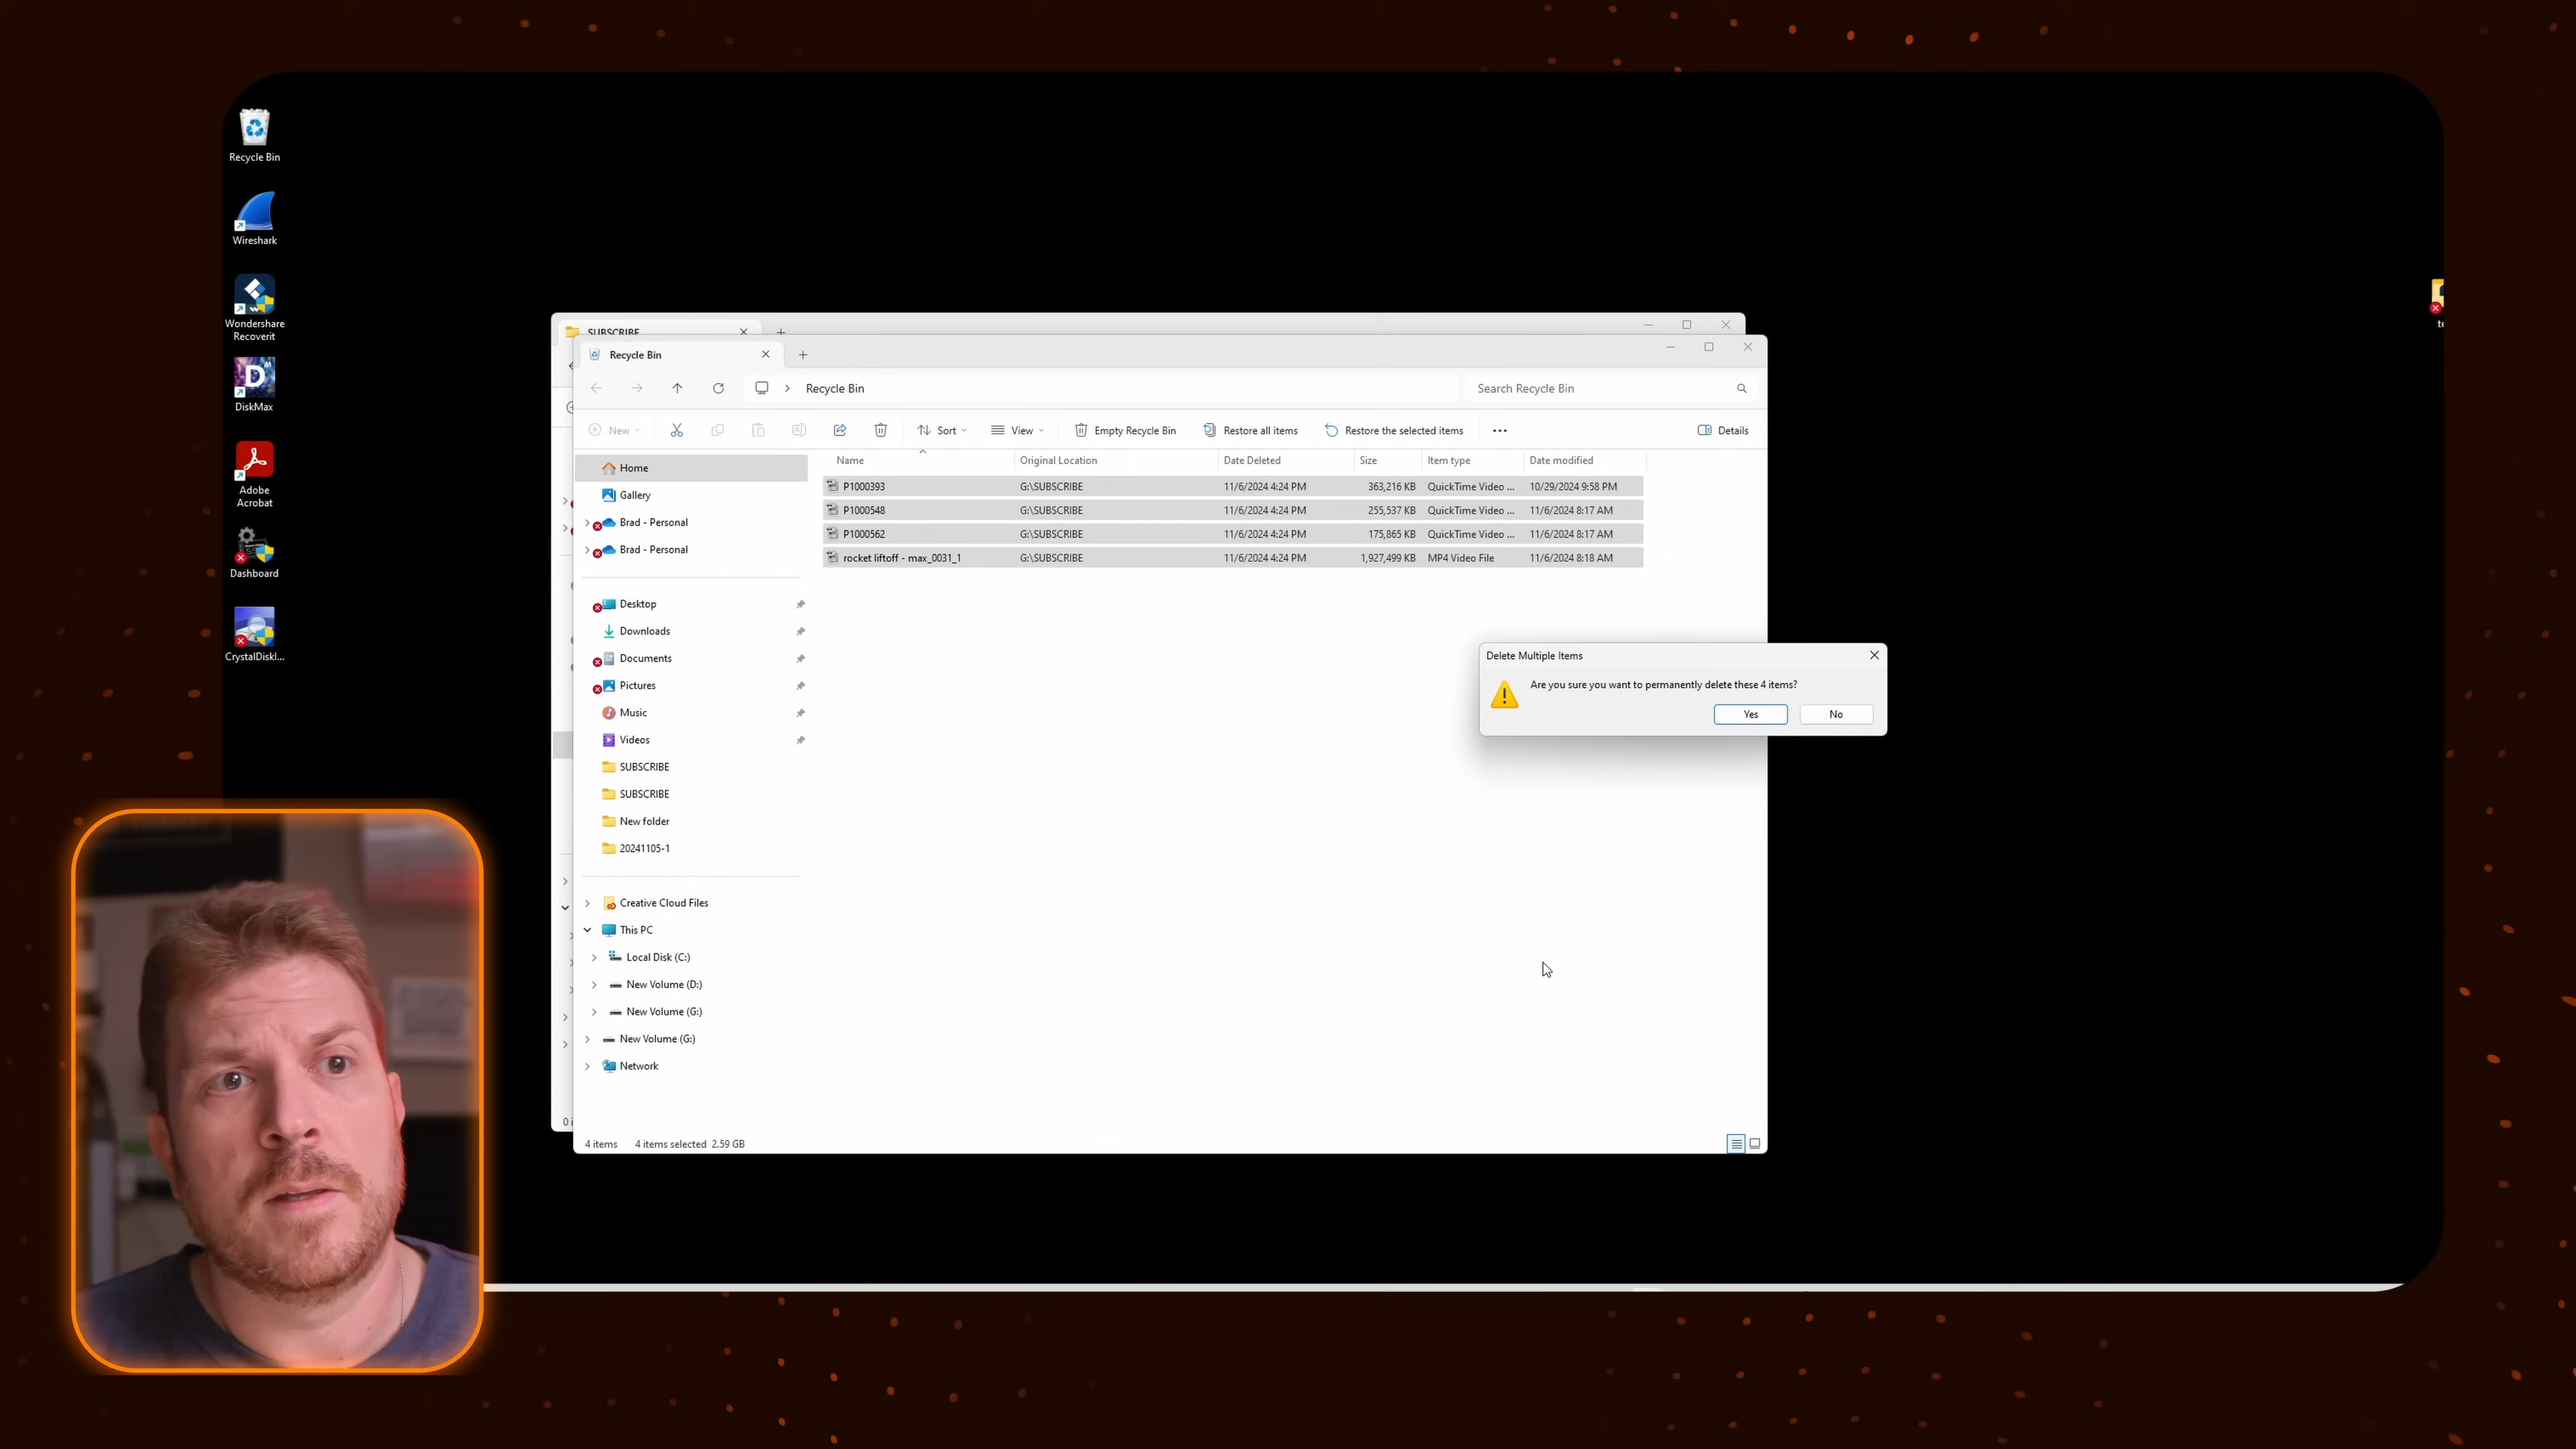 Recycle Bin
Wireshark
Wondershare
Recoverit
DiskMax
Adobe
Acrobat
Dashboard
CrystalDiskI...
te
SUBSCRIBE
Recycle Bin
Recycle Bin
Search Recycle Bin
New
Sort
View
Empty Recycle Bin
Restore all items
Restore the selected items
Details
Name Original Location Date Deleted Size Item type Date modified
P1000393 G:\SUBSCRIBE 11/6/2024 4:24 PM 363,216 KB QuickTime Video ... 10/29/2024 9:58 PM
P1000548 G:\SUBSCRIBE 11/6/2024 4:24 PM 255,537 KB QuickTime Video ... 11/6/2024 8:17 AM
P1000562 G:\SUBSCRIBE 11/6/2024 4:24 PM 175,865 KB QuickTime Video ... 11/6/2024 8:17 AM
rocket liftoff - max_0031_1 G:\SUBSCRIBE 11/6/2024 4:24 PM 1,927,499 KB MP4 Video File 11/6/2024 8:18 AM
Home
Gallery
Brad - Personal
Brad - Personal
Desktop
Downloads
Documents
Pictures
Music
Videos
SUBSCRIBE
SUBSCRIBE
New folder
20241105-1
Creative Cloud Files
This PC
Local Disk (C:)
New Volume (D:)
New Volume (G:)
New Volume (G:)
Network
0 i
4 items 4 items selected 2.59 GB
Delete Multiple Items
Are you sure you want to permanently delete these 4 items?
Yes
No